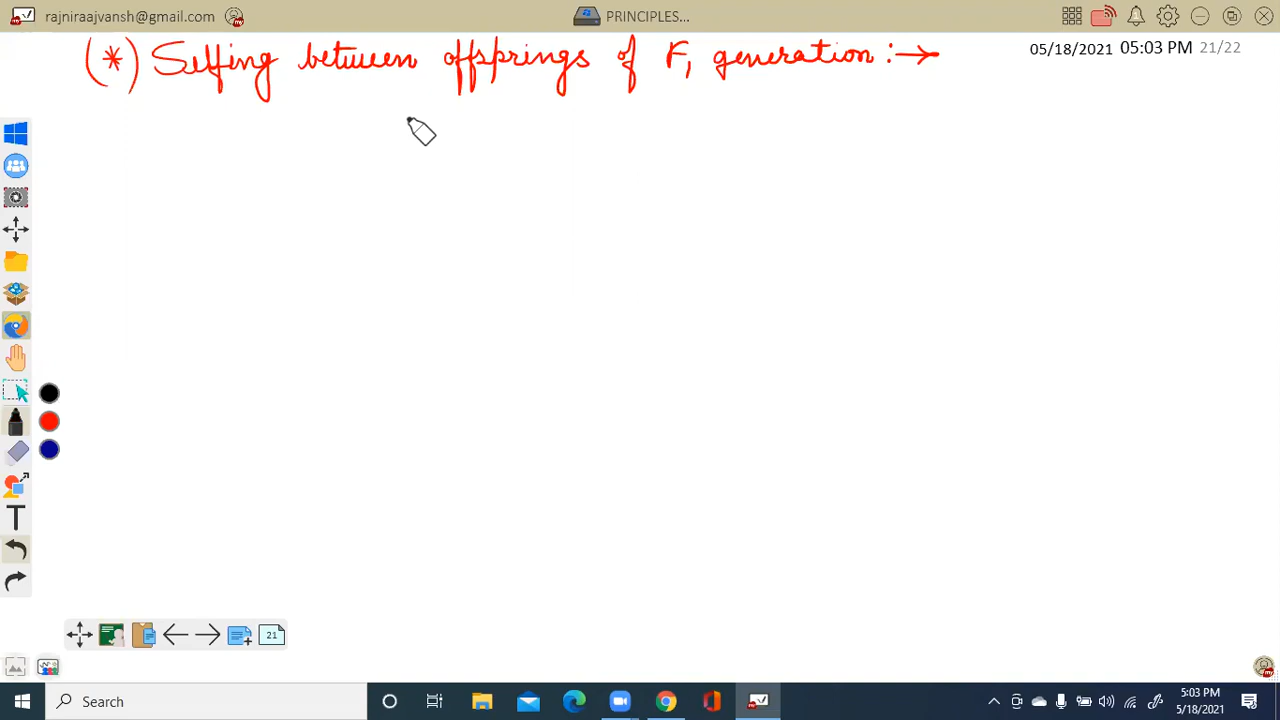 rajniraajvansh@gmail.com
PRINCIPLES...
(*) Selfing between offsprings of F₁ generation :→
05/18/2021 05:03 PM 21/22
T
21
Search
5:03 PM
5/18/2021